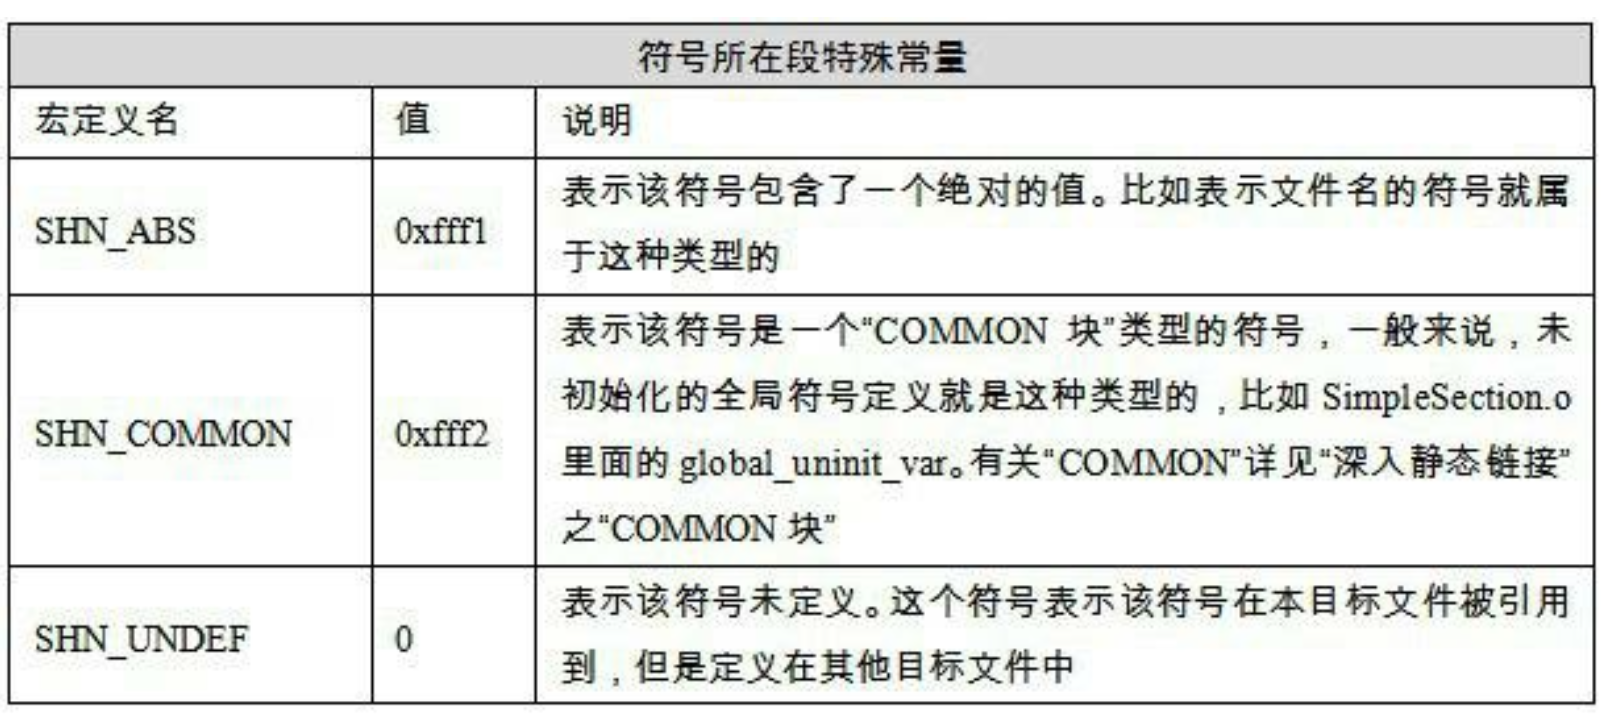 符号所在段特殊常量
宏定义名 值 说明
表示该符号包含了一个绝对的值。比如表示文件名的符号就属
SHN_ABS 0xfff1
于这种类型的
表示该符号是一个“COMMON 块”类型的符号，一般来说，未
初始化的全局符号定义就是这种类型的，比如 SimpleSection.o
SHN_COMMON 0xfff2
里面的 global_uninit_var。有关“COMMON”详见“深入静态链接”
之“COMMON 块”
表示该符号未定义。这个符号表示该符号在本目标文件被引用
SHN_UNDEF 0
到，但是定义在其他目标文件中